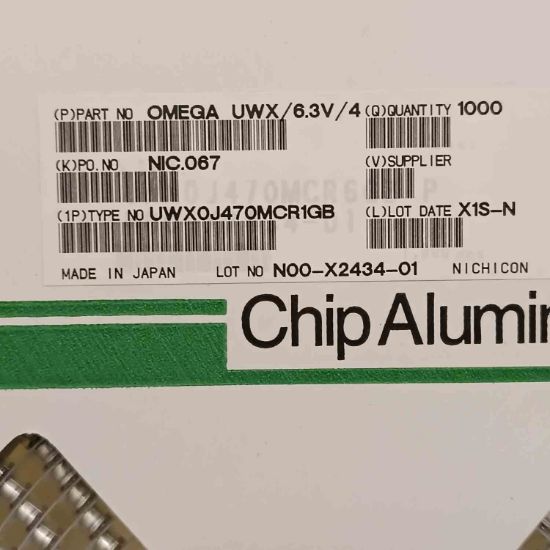 (P)PART NO OMEGA UWX/6.3V/4 (Q)QUANTITY 1000
(K)PO.NO NIC.067 (V)SUPPLIER
(1P)TYPE NO UWX0J470MCR1GB (L)LOT DATE X1S-N
MADE IN JAPAN LOT NO N00-X2434-01 NICHICON
Chip Alumin